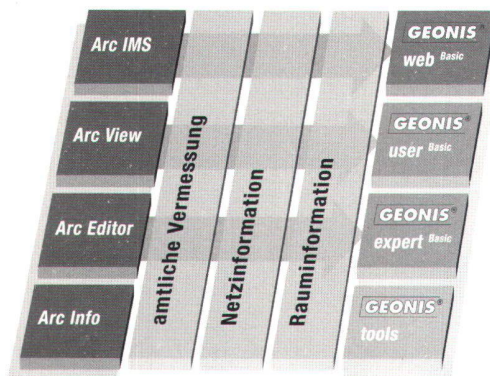 Arc IMS
Arc View
Arc Editor
Arc Info
amtliche Vermessung
Netzinformation
Rauminformation
GEONIS®
web Basic
GEONIS®
user Basic
GEONIS®
expert Basic
GEONIS®
tools